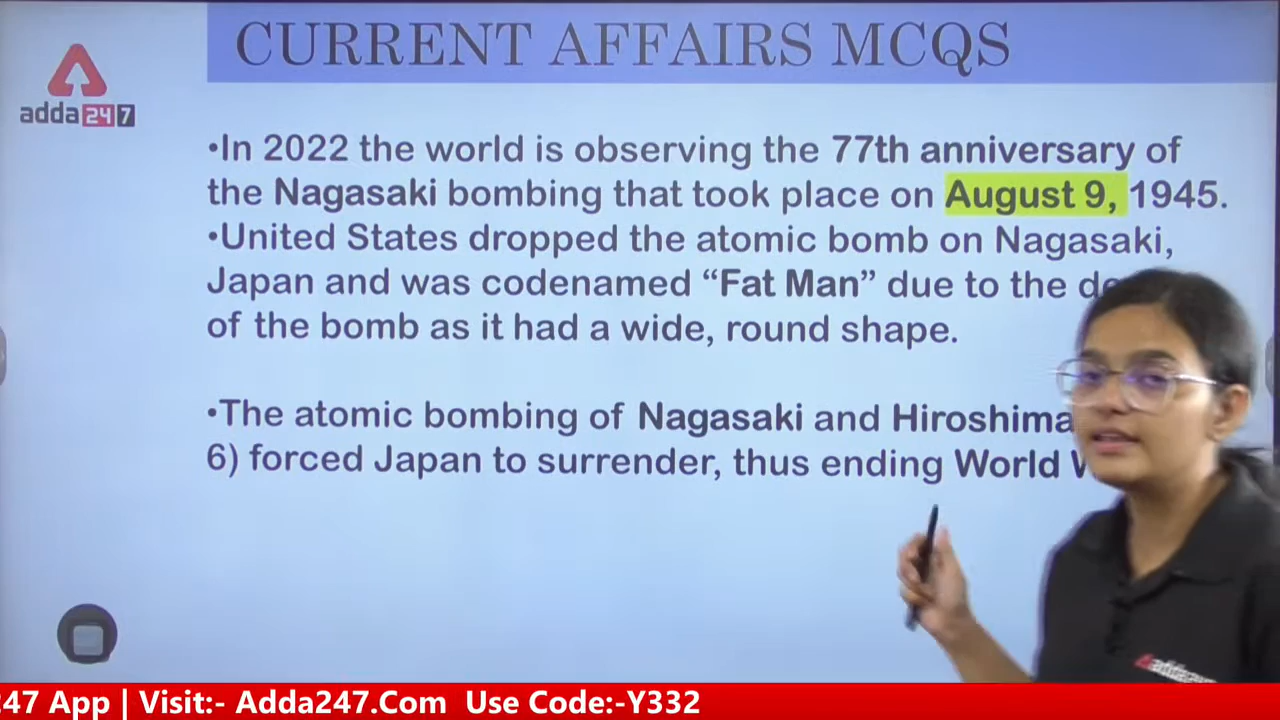 CURRENT AFFAIRS MCQS
adda247
•In 2022 the world is observing the 77th anniversary of
the Nagasaki bombing that took place on August 9, 1945.
•United States dropped the atomic bomb on Nagasaki,
Japan and was codenamed “Fat Man” due to the
of the bomb as it had a wide, round shape.
•The atomic bombing of Nagasaki and Hiroshima
6) forced Japan to surrender, thus ending World
247 App | Visit:- Adda247.Com Use Code:-Y332